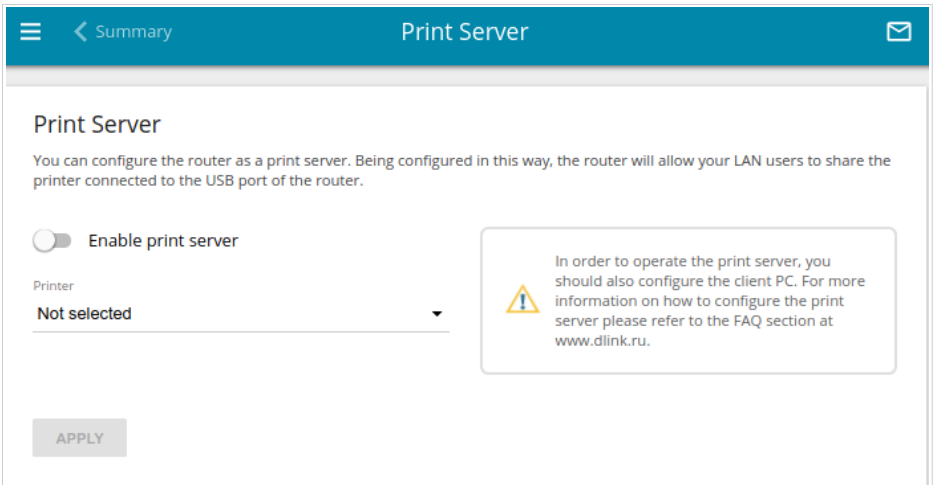 Summary
Print Server
Print Server
You can configure the router as a print server. Being configured in this way, the router will allow your LAN users to share the
printer connected to the USB port of the router.
Enable print server
Printer
Not selected
In order to operate the print server, you
should also configure the client PC. For more
information on how to configure the print
server please refer to the FAQ section at
www.dlink.ru.
APPLY